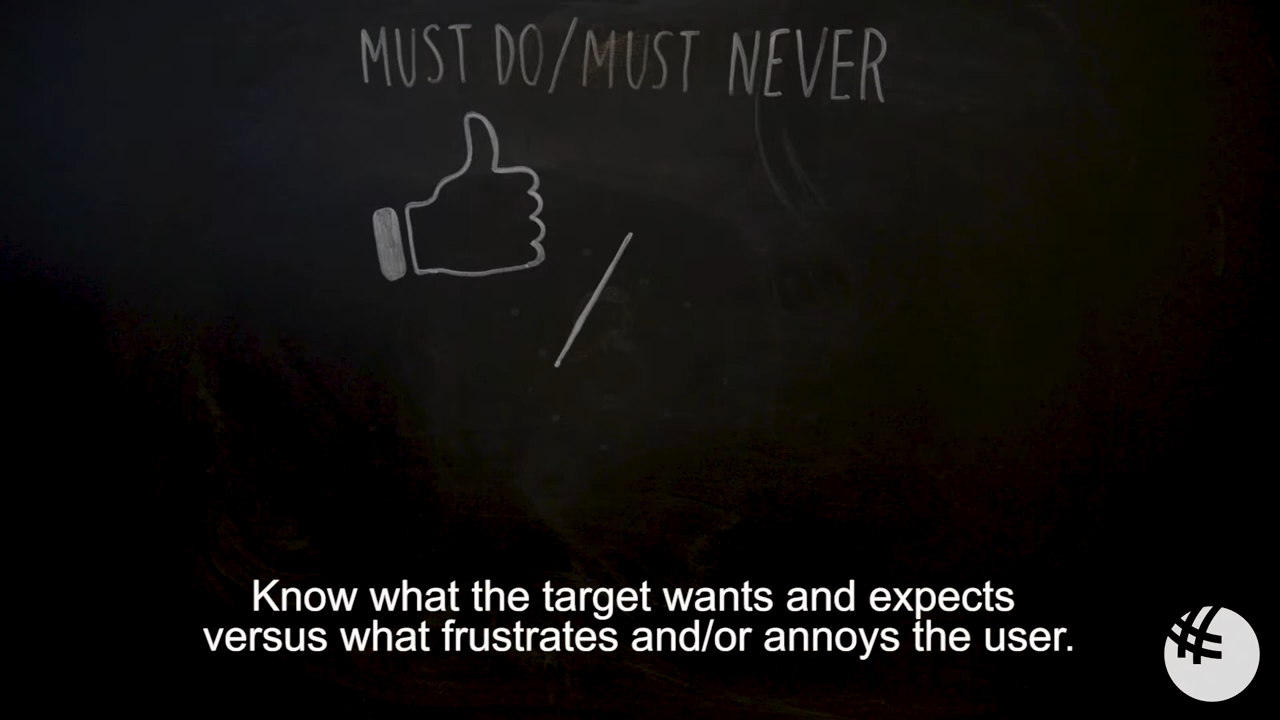 MUST DO/MUST NEVER
Know what the target wants and expects
versus what frustrates and/or annoys the user.